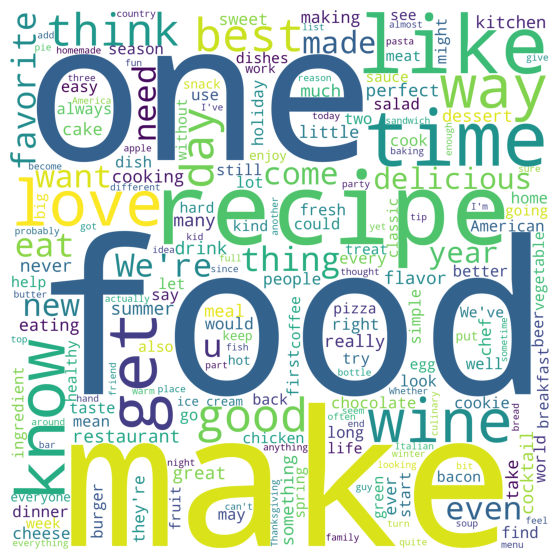 country
list almost
favorite
add
pie
homemade
season
think
sweet
making
best
made
dishes
work
pasta
see
might
give
kitchen
like
one
three
America
easy
always
cake
need
fun
snack
use
I've
reason
today
sauce
much
meat
perfect
salad
sandwich
enough
dessert
way
apple
become
dish
cooking
day
without
holiday
enjoy
little
two
cook
baking
time
sure
want
love
big
different
many
still
lot
come
party
tip
I'm
delicious
home
going
probably
got
eat
never
help
butter
hard
kind
fresh
could
another
yet
classic
year
American
recipe
idea
kid
drink
since
full
treat
every
thought
vegetable
We're
thing
people
flavor
better
new
top
actually
let
say
summer
eating
food
meal
would
u
keep
fish
part
pizza
right
really
try
simple
We've
put
chef
well
beer
sometime
breakfast
know
get
healthy
friend
also
hot
first
coffee
egg
look
Whether
culinary
ingredient
around
hand
taste
mean
warm
place
ice cream
go
back
bottle
chocolate
cookie
bread
restaurant
bar
good
often
seem
end
wine
world
chicken
long
life
Italian
winter
looking
make
everyone
everything
dinner
week
cheese
burger
they're
night
fruit
may
great
can't
anything
Thanksgiving
something
spring
family
guy
green
ever
turn
quite
start
bit
soup
bacon
even
take
cocktail
find
feel
menu